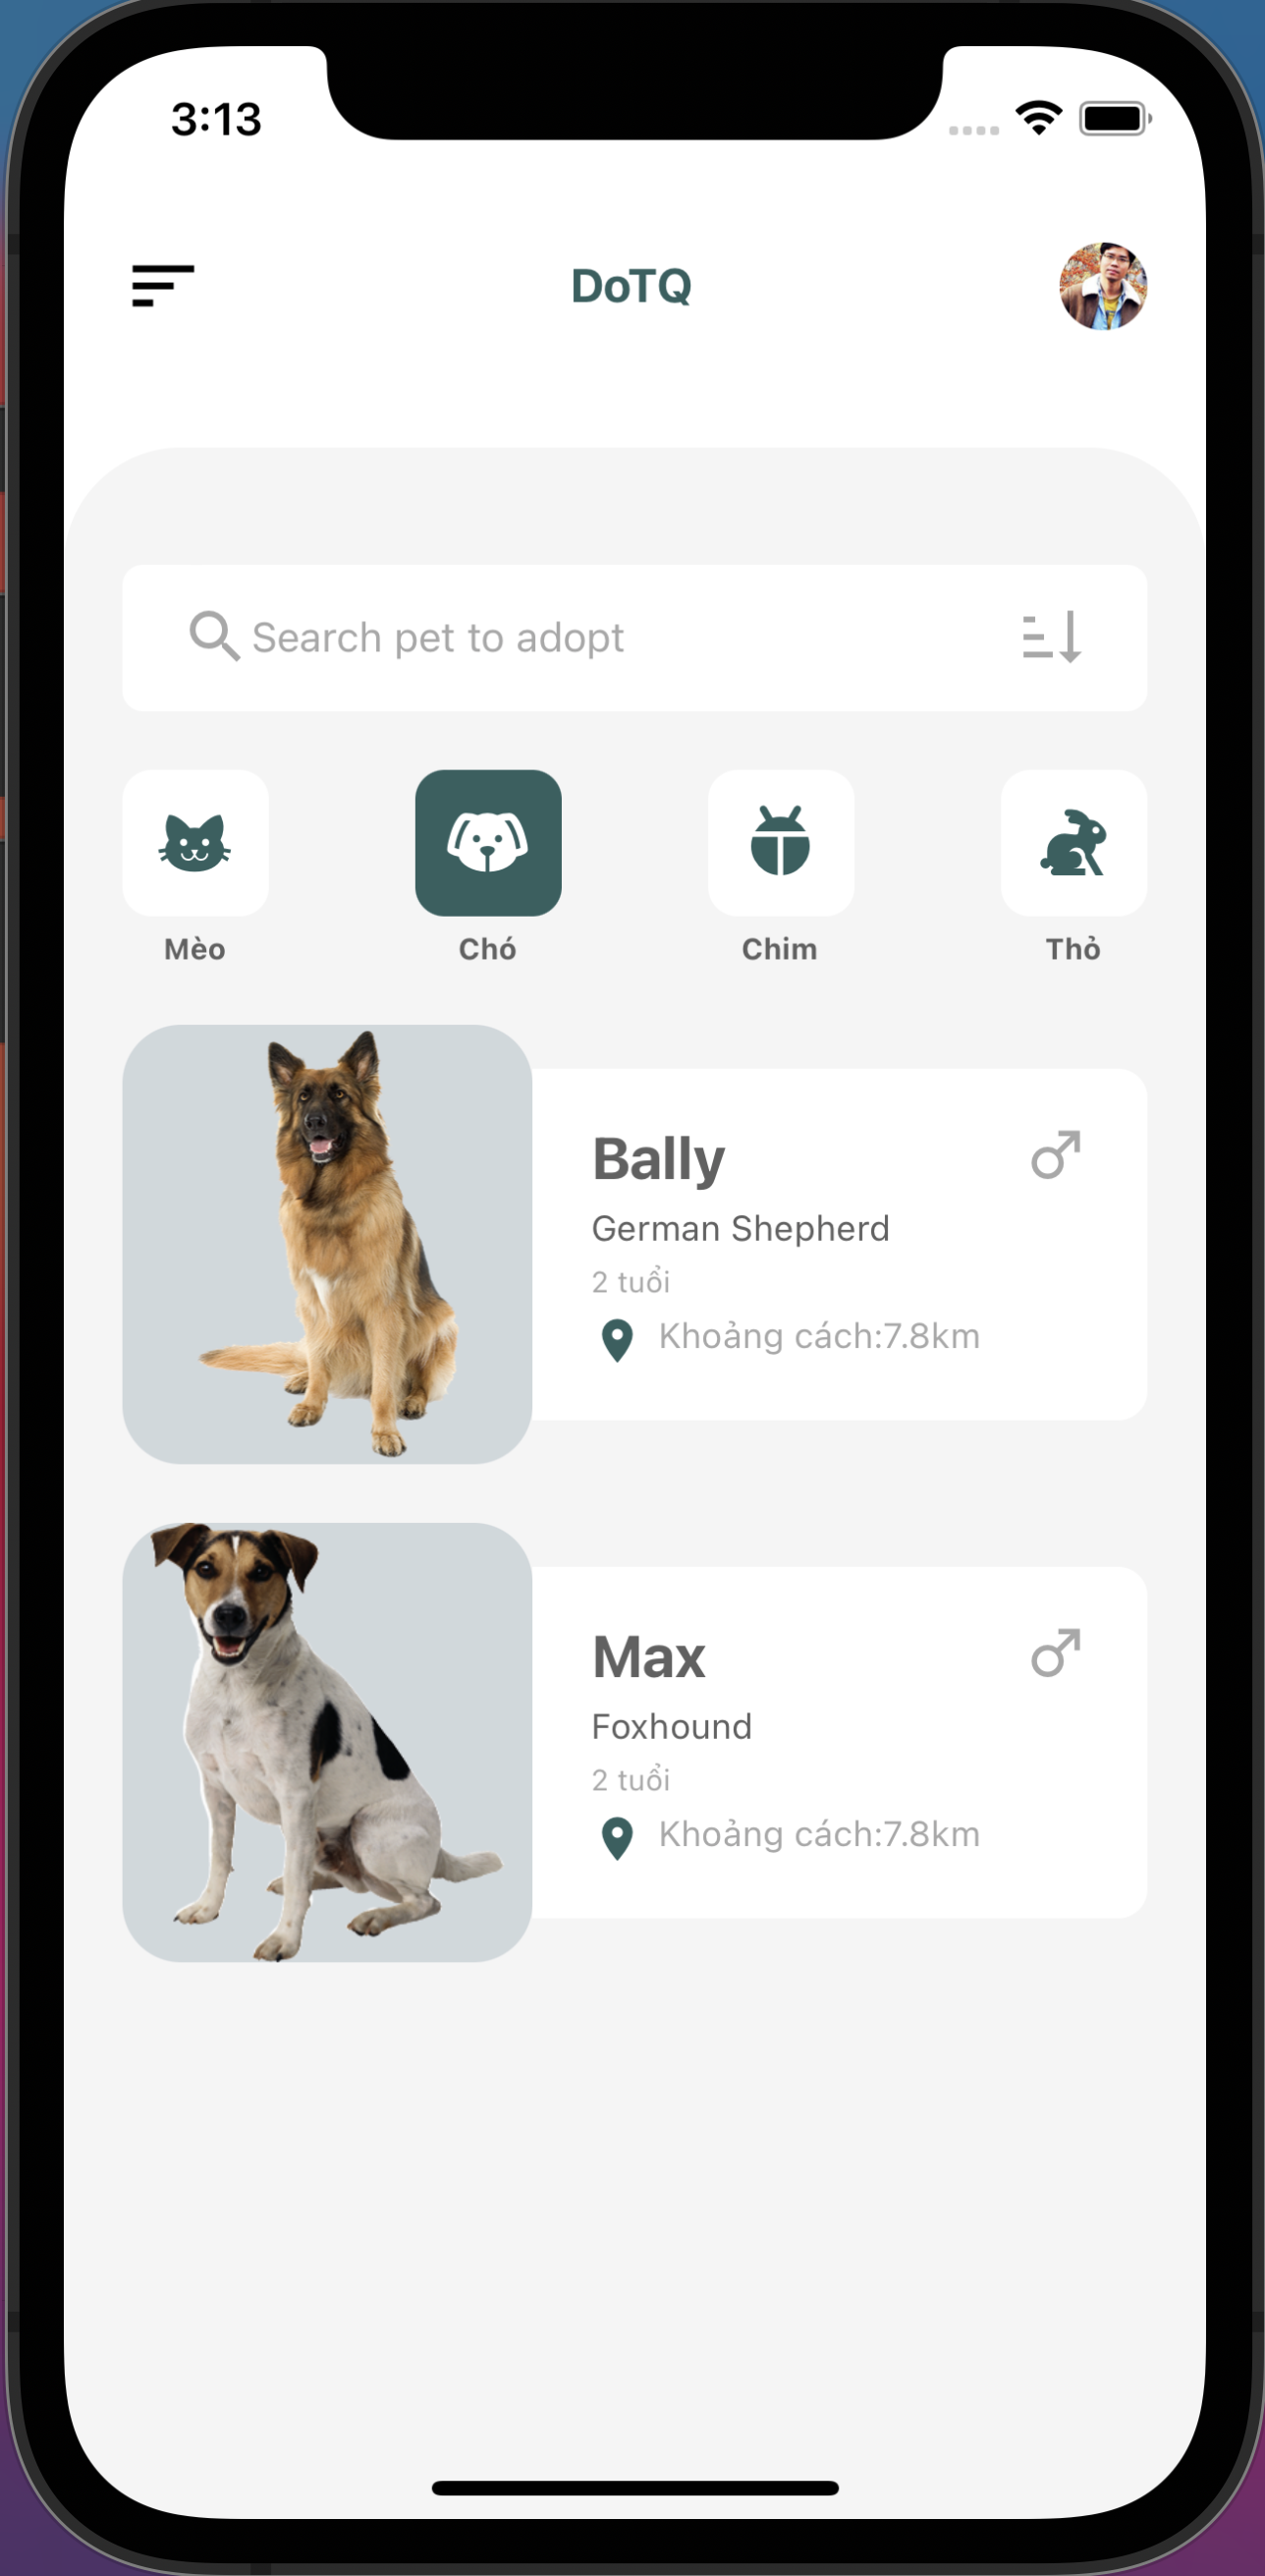 3:13
DoTQ
Search pet to adopt
Mèo
Chó
Chim
Thỏ
Bally
German Shepherd
2 tuổi
Khoảng cách:7.8km
Max
Foxhound
2 tuổi
Khoảng cách:7.8km